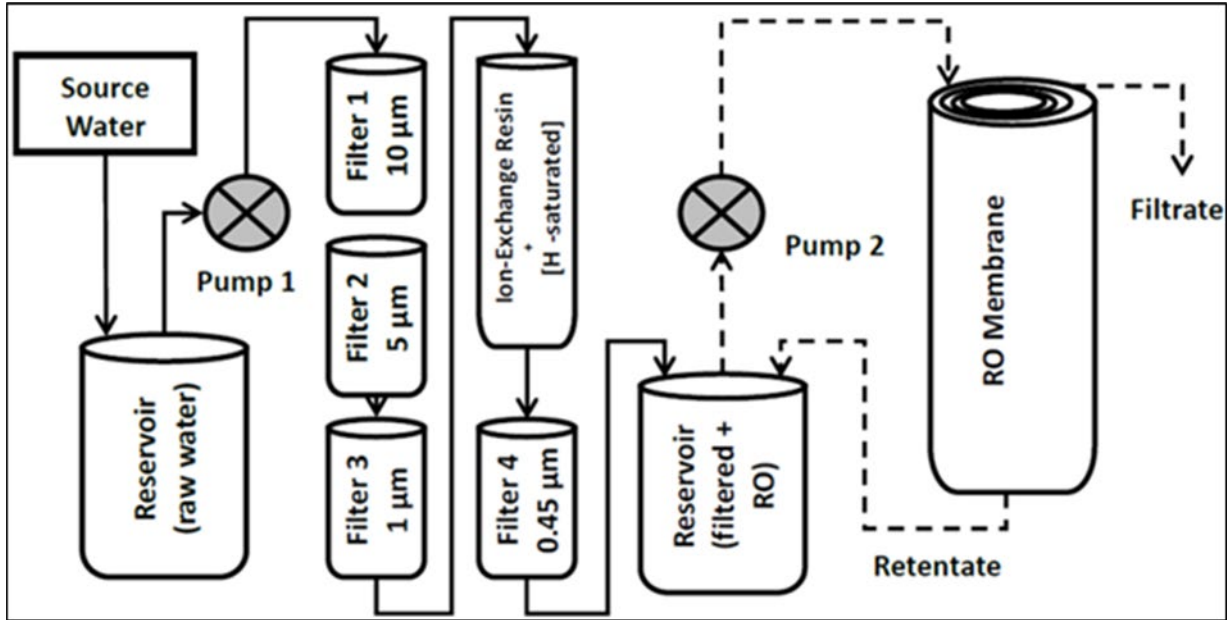 Source
Water
Reservoir
(raw water)
Pump 1
Filter 1
10 µm
Filter 2
5 µm
Filter 3
1 µm
Ion-Exchange Resin
+
[H -saturated]
Filter 4
0.45 µm
Reservoir
(filtered +
RO)
Pump 2
RO Membrane
Filtrate
Retentate